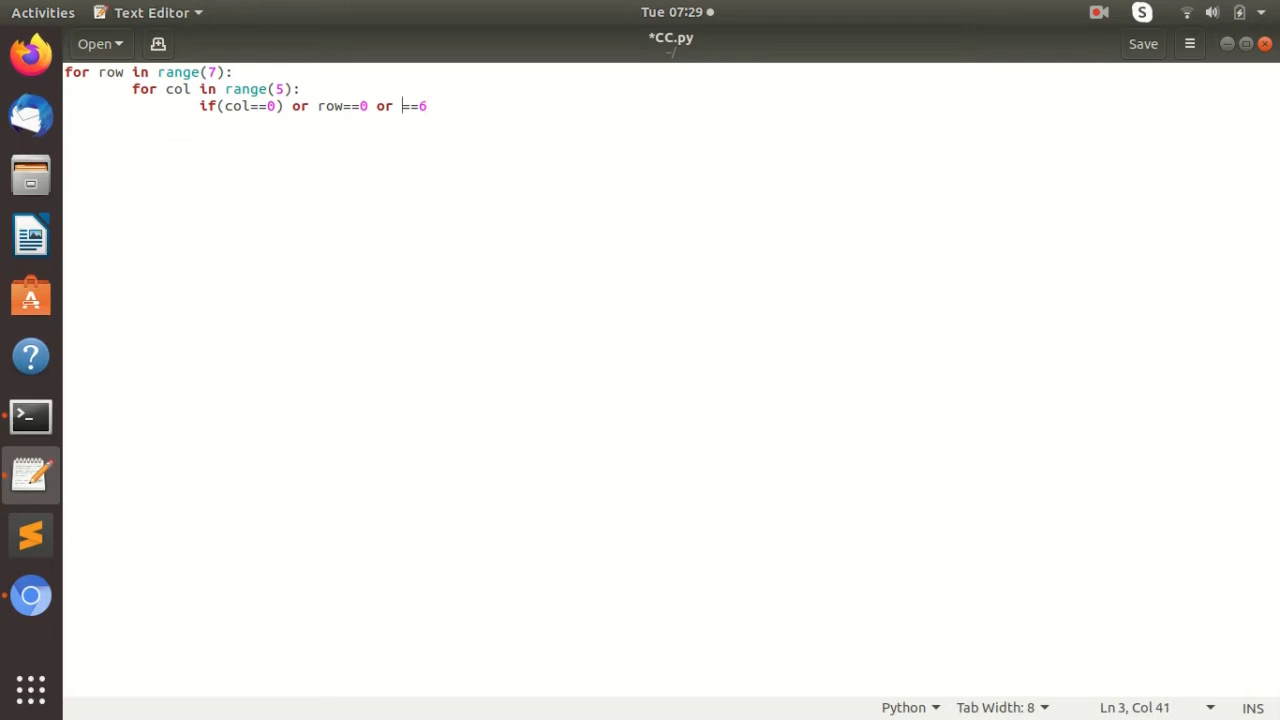 Activities Text Editor Tue 07:29
Open *CC.py Save
~/
for row in range(7):
for col in range(5):
if(col==0) or row==0 or ==6
Python Tab Width: 8 Ln 3, Col 41 INS